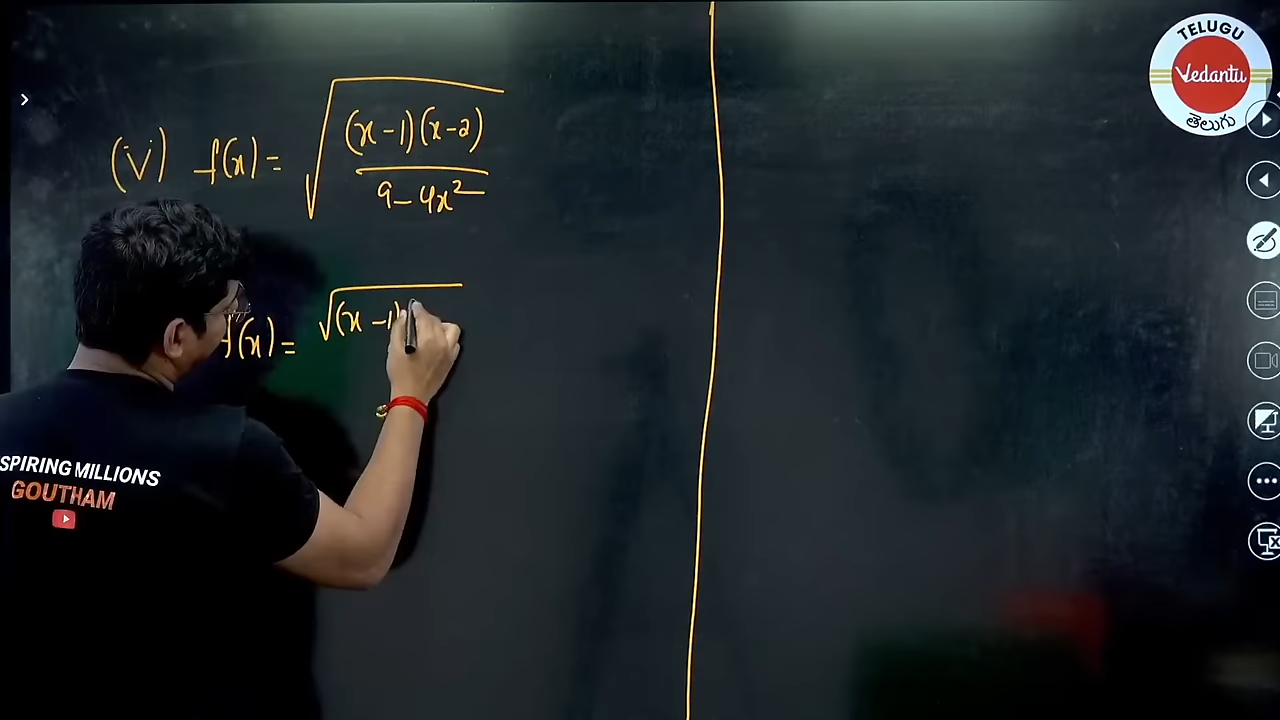 TELUGU
Vedantu
తెలుగు
(v) f(x) = √((x-1)(x-2)
9-4x²
f(x) = √(x-1)
SPIRING MILLIONS
GOUTHAM